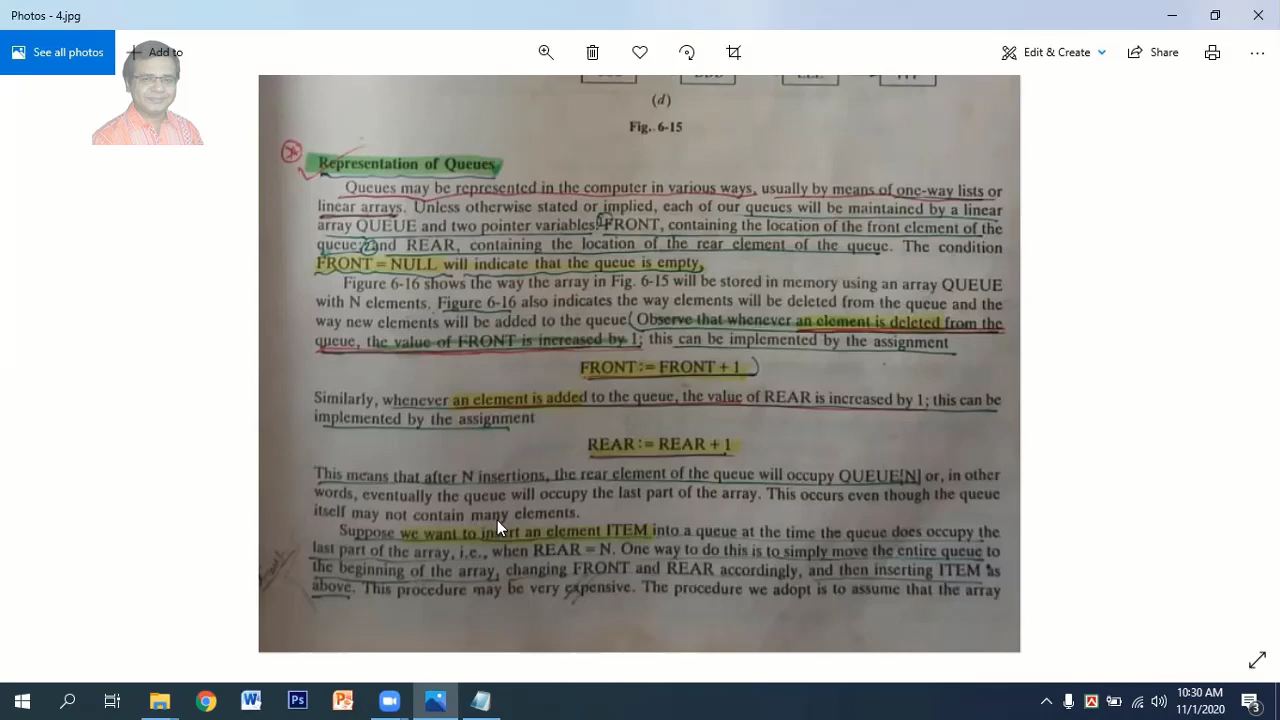 Photos - 4.jpg
See all photos
Add to
Edit & Create
Share
DDD
(d)
Fig. 6-15
Representation of Queues
Queues may be represented in the computer in various ways, usually by means of one-way lists or
linear arrays. Unless otherwise stated or implied, each of our queues will be maintained by a linear
array QUEUE and two pointer variables: FRONT, containing the location of the front element of the
queue; and REAR, containing the location of the rear element of the queue. The condition
FRONT = NULL will indicate that the queue is empty.
Figure 6-16 shows the way the array in Fig. 6-15 will be stored in memory using an array QUEUE
with N elements. Figure 6-16 also indicates the way elements will be deleted from the queue and the
way new elements will be added to the queue. Observe that whenever an element is deleted from the
queue, the value of FRONT is increased by 1; this can be implemented by the assignment
FRONT := FRONT + 1
Similarly, whenever an element is added to the queue, the value of REAR is increased by 1; this can be
implemented by the assignment
REAR := REAR + 1
This means that after N insertions, the rear element of the queue will occupy QUEUE[N] or, in other
words, eventually the queue will occupy the last part of the array. This occurs even though the queue
itself may not contain many elements.
Suppose we want to insert an element ITEM into a queue at the time the queue does occupy the
last part of the array, i.e., when REAR = N. One way to do this is to simply move the entire queue to
the beginning of the array, changing FRONT and REAR accordingly, and then inserting ITEM as
above. This procedure may be very expensive. The procedure we adopt is to assume that the array
10:30 AM
11/1/2020